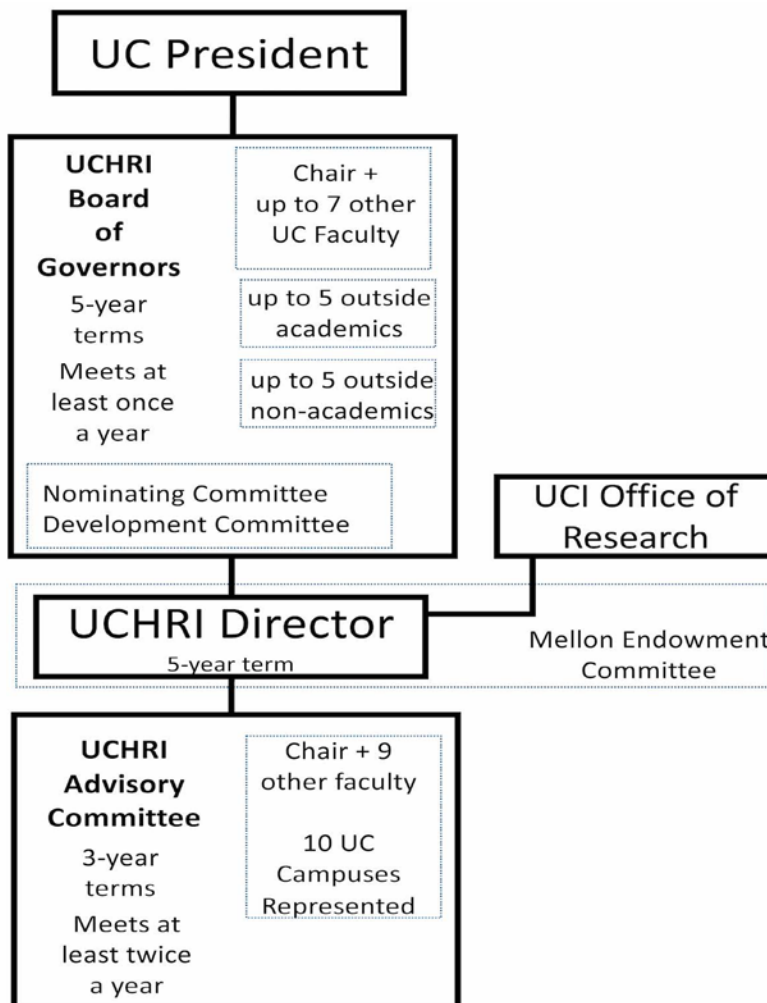 UC President
UCHRI
Board
of
Governors
5-year
terms
Meets at
least once
a year
Chair +
up to 7 other
UC Faculty
up to 5 outside
academics
up to 5 outside
non-academics
Nominating Committee
Development Committee
UCI Office of
Research
UCHRI Director
5-year term
Mellon Endowment
Committee
UCHRI
Advisory
Committee
3-year
terms
Meets at
least twice
a year
Chair + 9
other faculty
10 UC
Campuses
Represented